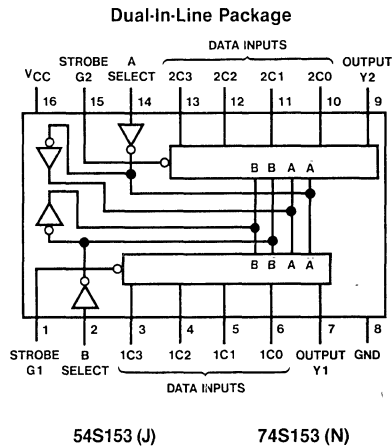 Dual-In-Line Package
DATA INPUTS
VCC STROBE G2 A SELECT 2C3 2C2 2C1 2C0 OUTPUT Y2
16 15 14 13 12 11 10 9
B B A A
B B A A
1 2 3 4 5 6 7 8
STROBE G1 B SELECT 1C3 1C2 1C1 1C0 OUTPUT Y1 GND
DATA INPUTS
54S153 (J) 74S153 (N)